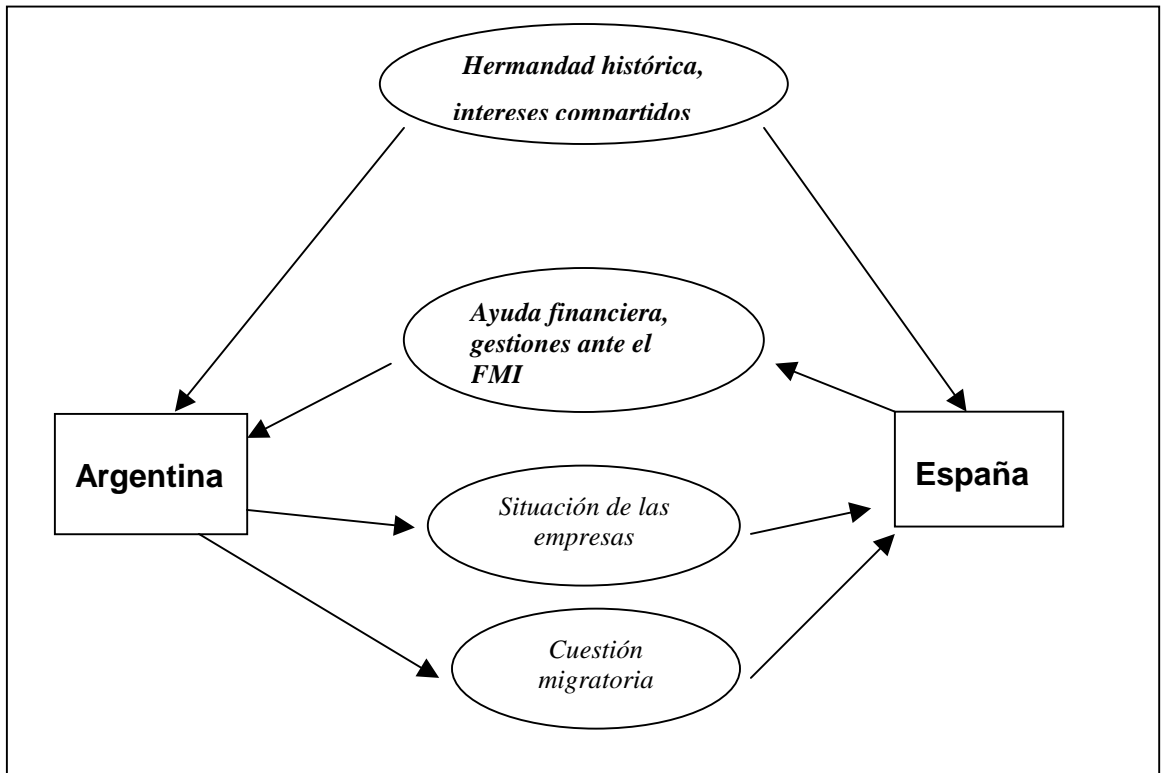 Hermandad histórica,
intereses compartidos
Ayuda financiera,
gestiones ante el
FMI
Argentina
España
Situación de las
empresas
Cuestión
migratoria